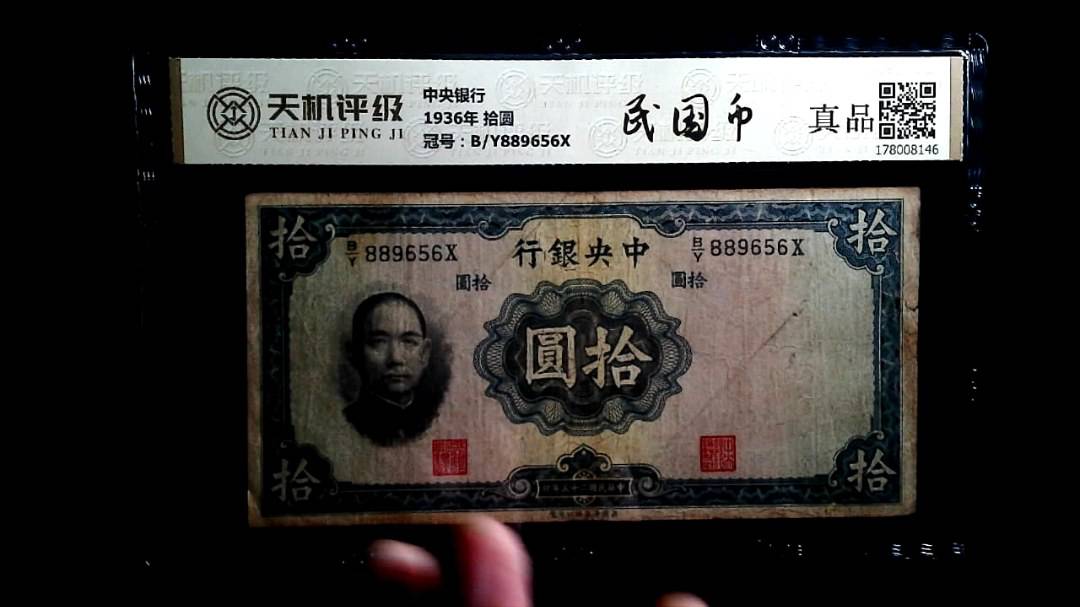 天机评级
TIAN JI PING JI
中央银行
1936年 拾圆
冠号：B/Y889656X
民国币
真品
178008146
拾
拾
B/Y 889656X
行銀央中
B/Y 889656X
圓拾
圓拾
圓拾
拾
拾